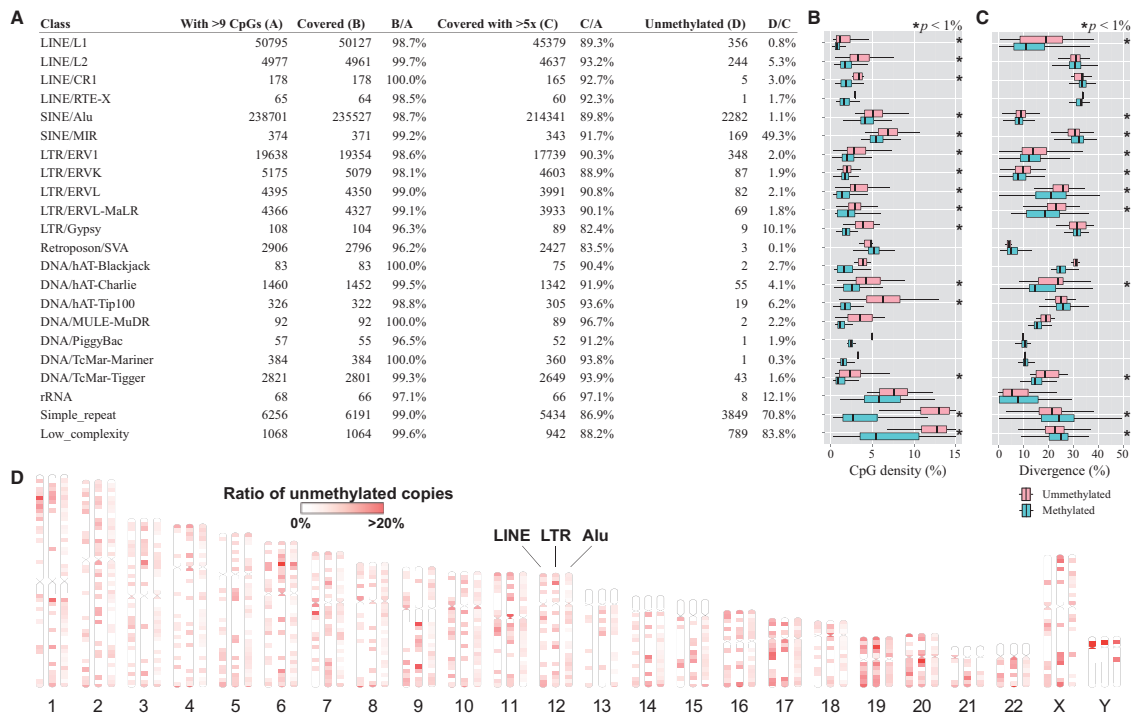 A
Class With >9 CpGs (A) Covered (B) B/A Covered with >5x (C) C/A Unmethylated (D) D/C
LINE/L1 50795 50127 98.7% 45379 89.3% 356 0.8%
LINE/L2 4977 4961 99.7% 4637 93.2% 244 5.3%
LINE/CR1 178 178 100.0% 165 92.7% 5 3.0%
LINE/RTE-X 65 64 98.5% 60 92.3% 1 1.7%
SINE/Alu 238701 235527 98.7% 214341 89.8% 2282 1.1%
SINE/MIR 374 371 99.2% 343 91.7% 169 49.3%
LTR/ERV1 19638 19354 98.6% 17739 90.3% 348 2.0%
LTR/ERVK 5175 5079 98.1% 4603 88.9% 87 1.9%
LTR/ERVL 4395 4350 99.0% 3991 90.8% 82 2.1%
LTR/ERVL-MaLR 4366 4327 99.1% 3933 90.1% 69 1.8%
LTR/Gypsy 108 104 96.3% 89 82.4% 9 10.1%
Retroposon/SVA 2906 2796 96.2% 2427 83.5% 3 0.1%
DNA/hAT-Blackjack 83 83 100.0% 75 90.4% 2 2.7%
DNA/hAT-Charlie 1460 1452 99.5% 1342 91.9% 55 4.1%
DNA/hAT-Tip100 326 322 98.8% 305 93.6% 19 6.2%
DNA/MULE-MuDR 92 92 100.0% 89 96.7% 2 2.2%
DNA/PiggyBac 57 55 96.5% 52 91.2% 1 1.9%
DNA/TcMar-Mariner 384 384 100.0% 360 93.8% 1 0.3%
DNA/TcMar-Tigger 2821 2801 99.3% 2649 93.9% 43 1.6%
rRNA 68 66 97.1% 66 97.1% 8 12.1%
Simple_repeat 6256 6191 99.0% 5434 86.9% 3849 70.8%
Low_complexity 1068 1064 99.6% 942 88.2% 789 83.8%
B
*p < 1%
0 5 10 15
CpG density (%)
C
*p < 1%
0 10 20 30 40 50
Divergence (%)
Ummethylated
Methylated
D
Ratio of unmethylated copies
0% >20%
LINE LTR Alu
1 2 3 4 5 6 7 8 9 10 11 12 13 14 15 16 17 18 19 20 21 22 X Y